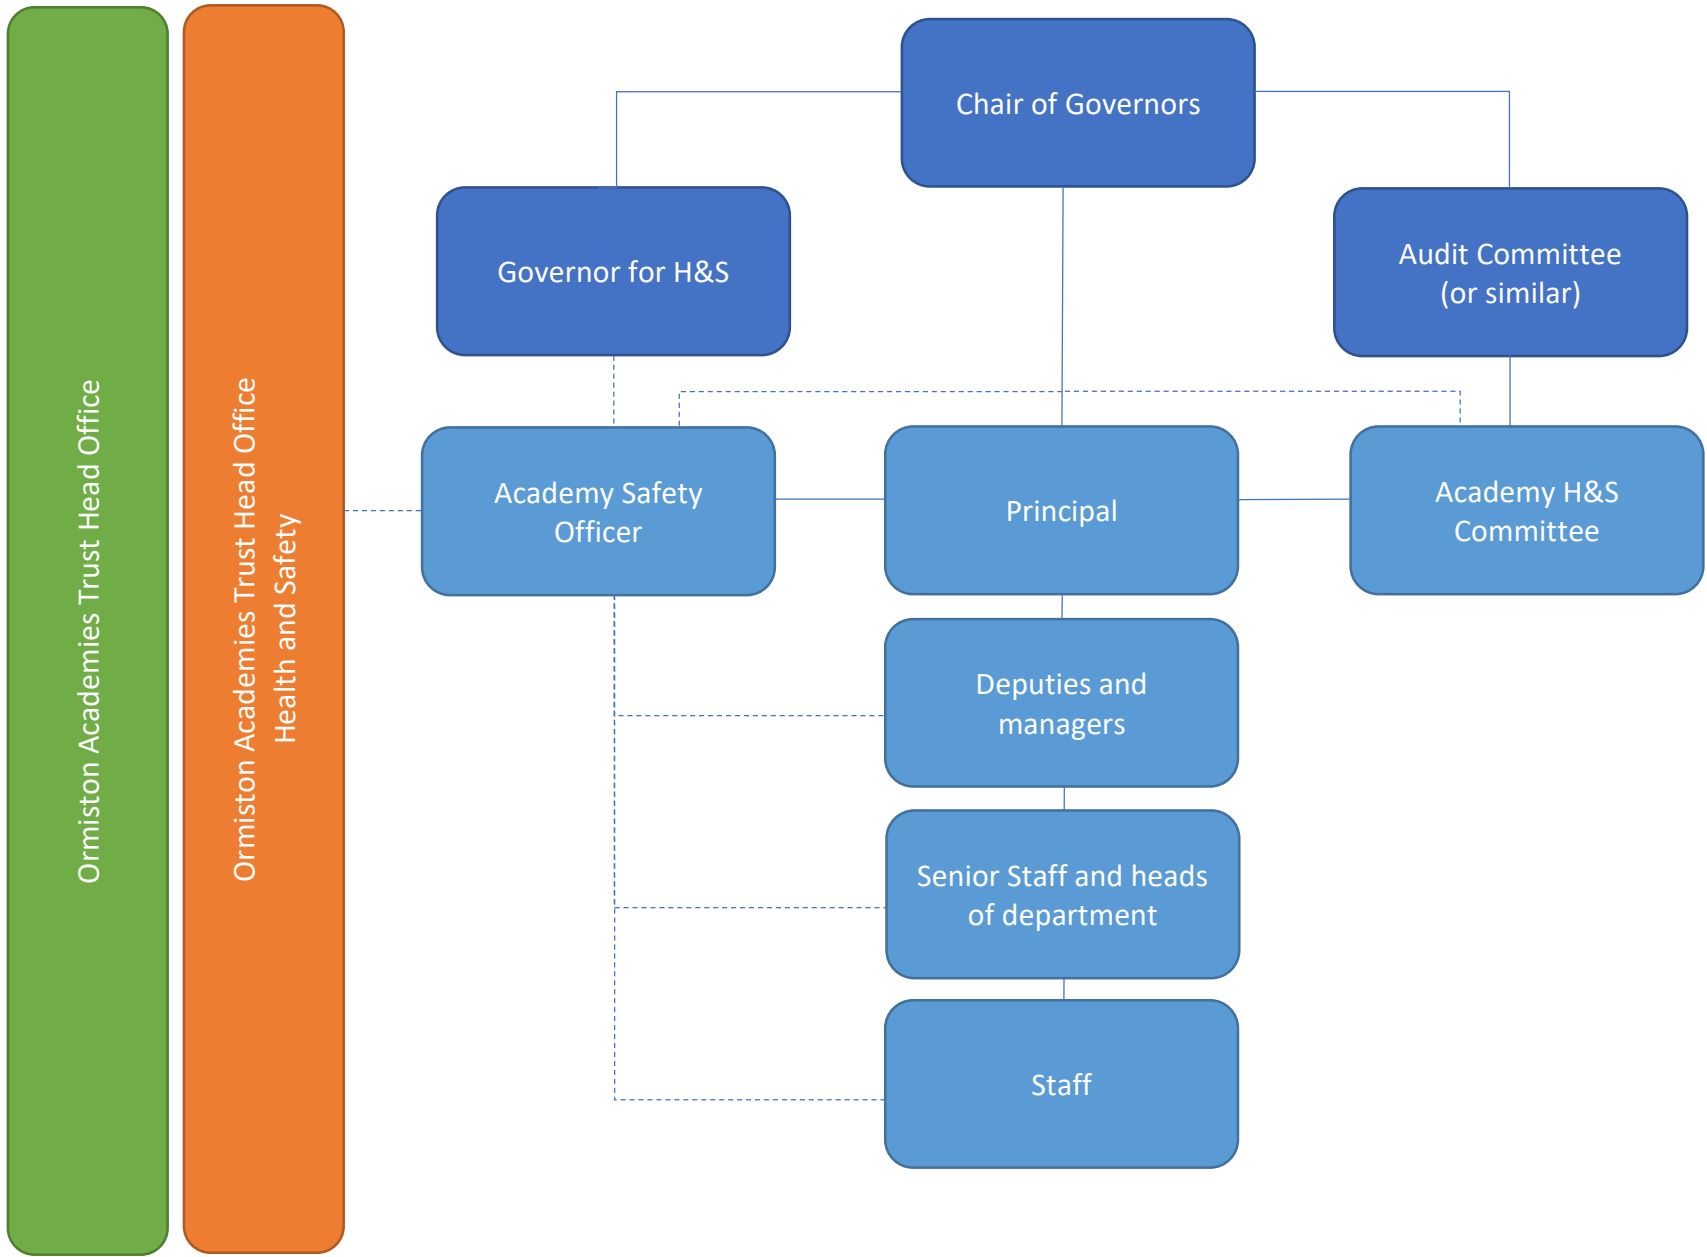 Ormiston Academies Trust Head Office
Ormiston Academies Trust Head Office
Health and Safety
Chair of Governors
Governor for H&S
Audit Committee
(or similar)
Academy Safety
Officer
Principal
Academy H&S
Committee
Deputies and
managers
Senior Staff and heads
of department
Staff